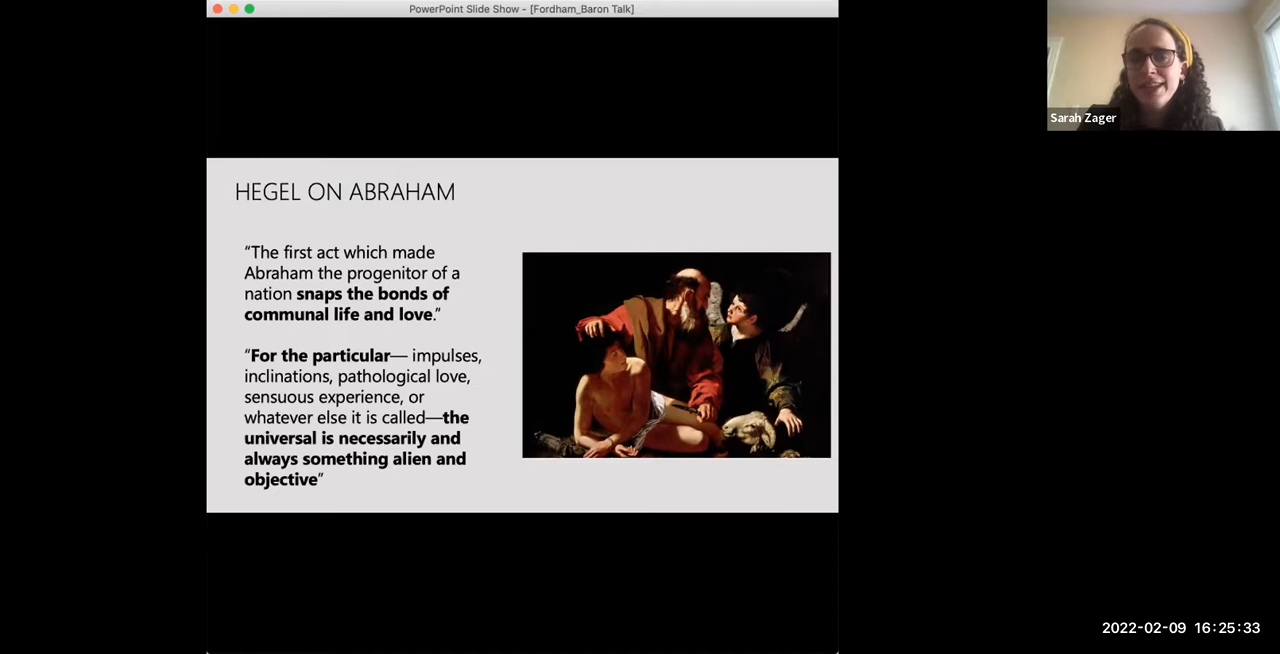 PowerPoint Slide Show - [Fordham_Baron Talk]
Sarah Zager
HEGEL ON ABRAHAM
“The first act which made
Abraham the progenitor of a
nation snaps the bonds of
communal life and love.”
“For the particular— impulses,
inclinations, pathological love,
sensuous experience, or
whatever else it is called—the
universal is necessarily and
always something alien and
objective”
2022-02-09 16:25:33